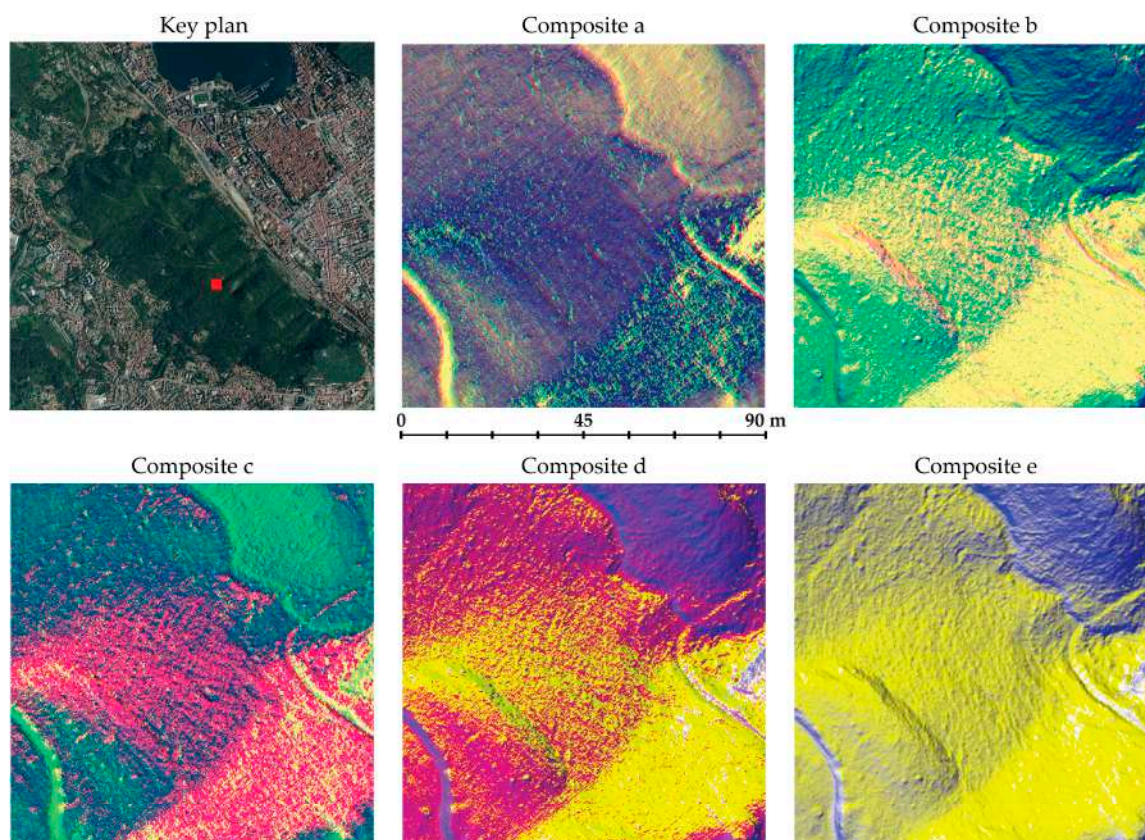 Key plan
Composite a
Composite b
0 45 90 m
Composite c
Composite d
Composite e